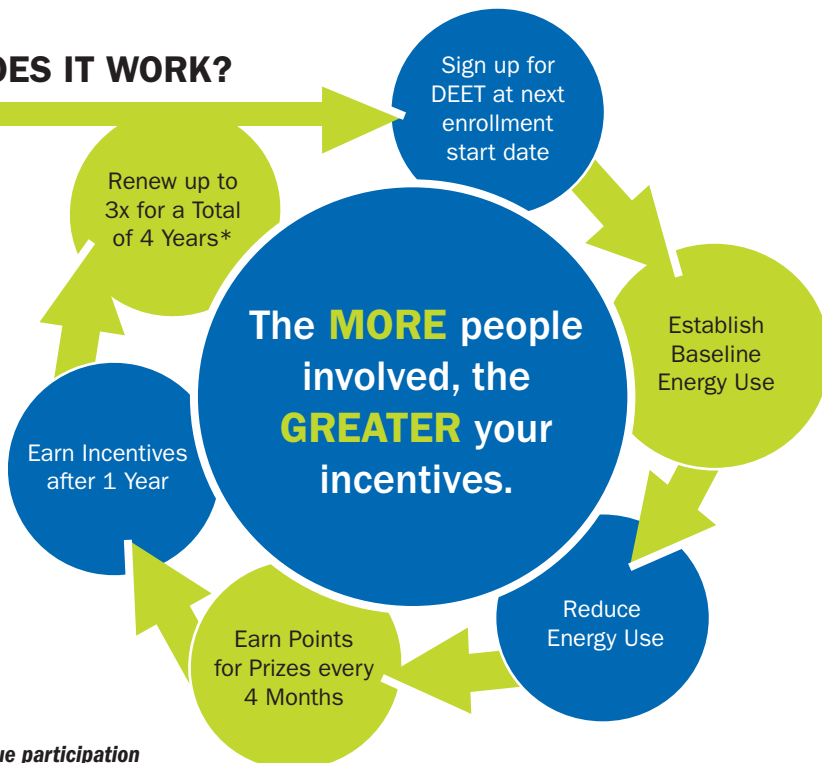 DOES IT WORK?
Sign up for
DEET at next
enrollment
start date
Establish
Baseline
Energy Use
Reduce
Energy Use
Earn Points
for Prizes every
4 Months
Earn Incentives
after 1 Year
Renew up to
3x for a Total
of 4 Years*
The MORE people
involved, the
GREATER your
incentives.
ue participation